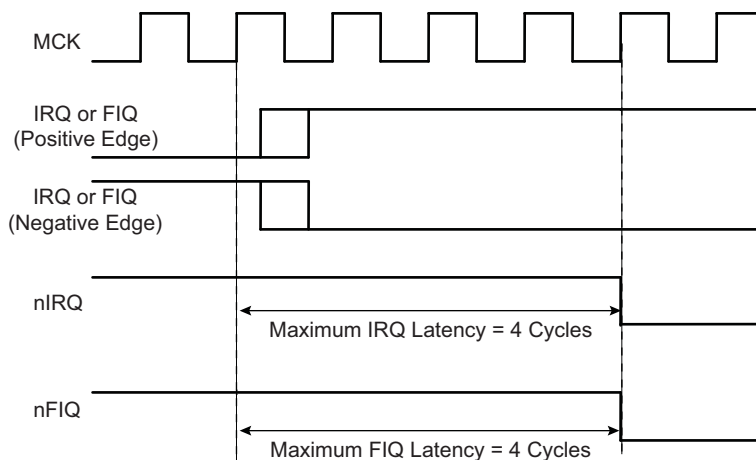 MCK
IRQ or FIQ
(Positive Edge)
IRQ or FIQ
(Negative Edge)
nIRQ
Maximum IRQ Latency = 4 Cycles
nFIQ
Maximum FIQ Latency = 4 Cycles